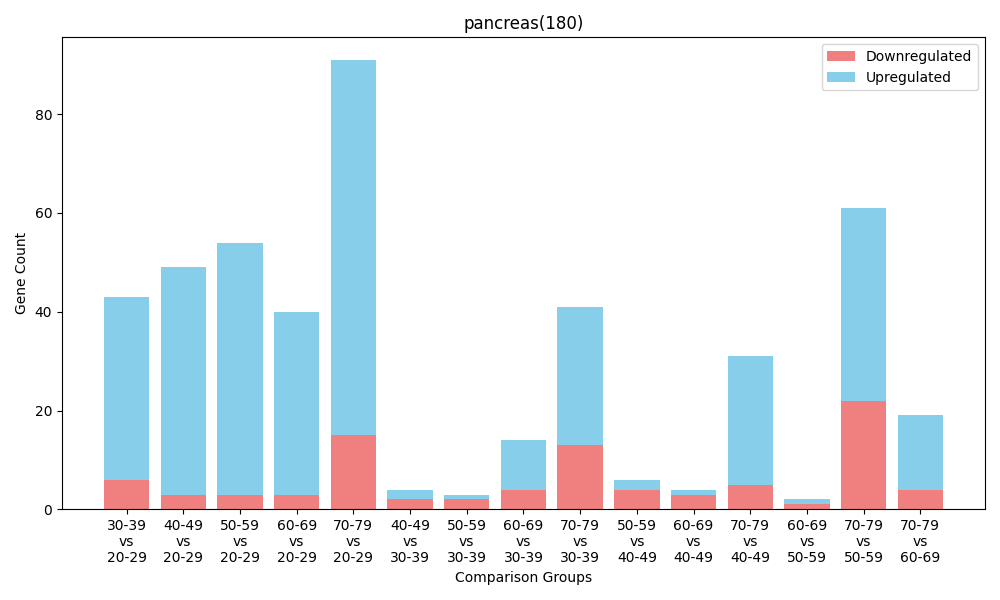 pancreas(180)
Downregulated
Upregulated
Gene Count
80
60
40
20
0
30-39
vs
20-29
40-49
vs
20-29
50-59
vs
20-29
60-69
vs
20-29
70-79
vs
20-29
40-49
vs
30-39
50-59
vs
30-39
60-69
vs
30-39
70-79
vs
30-39
50-59
vs
40-49
60-69
vs
40-49
70-79
vs
40-49
60-69
vs
50-59
70-79
vs
50-59
70-79
vs
60-69
Comparison Groups